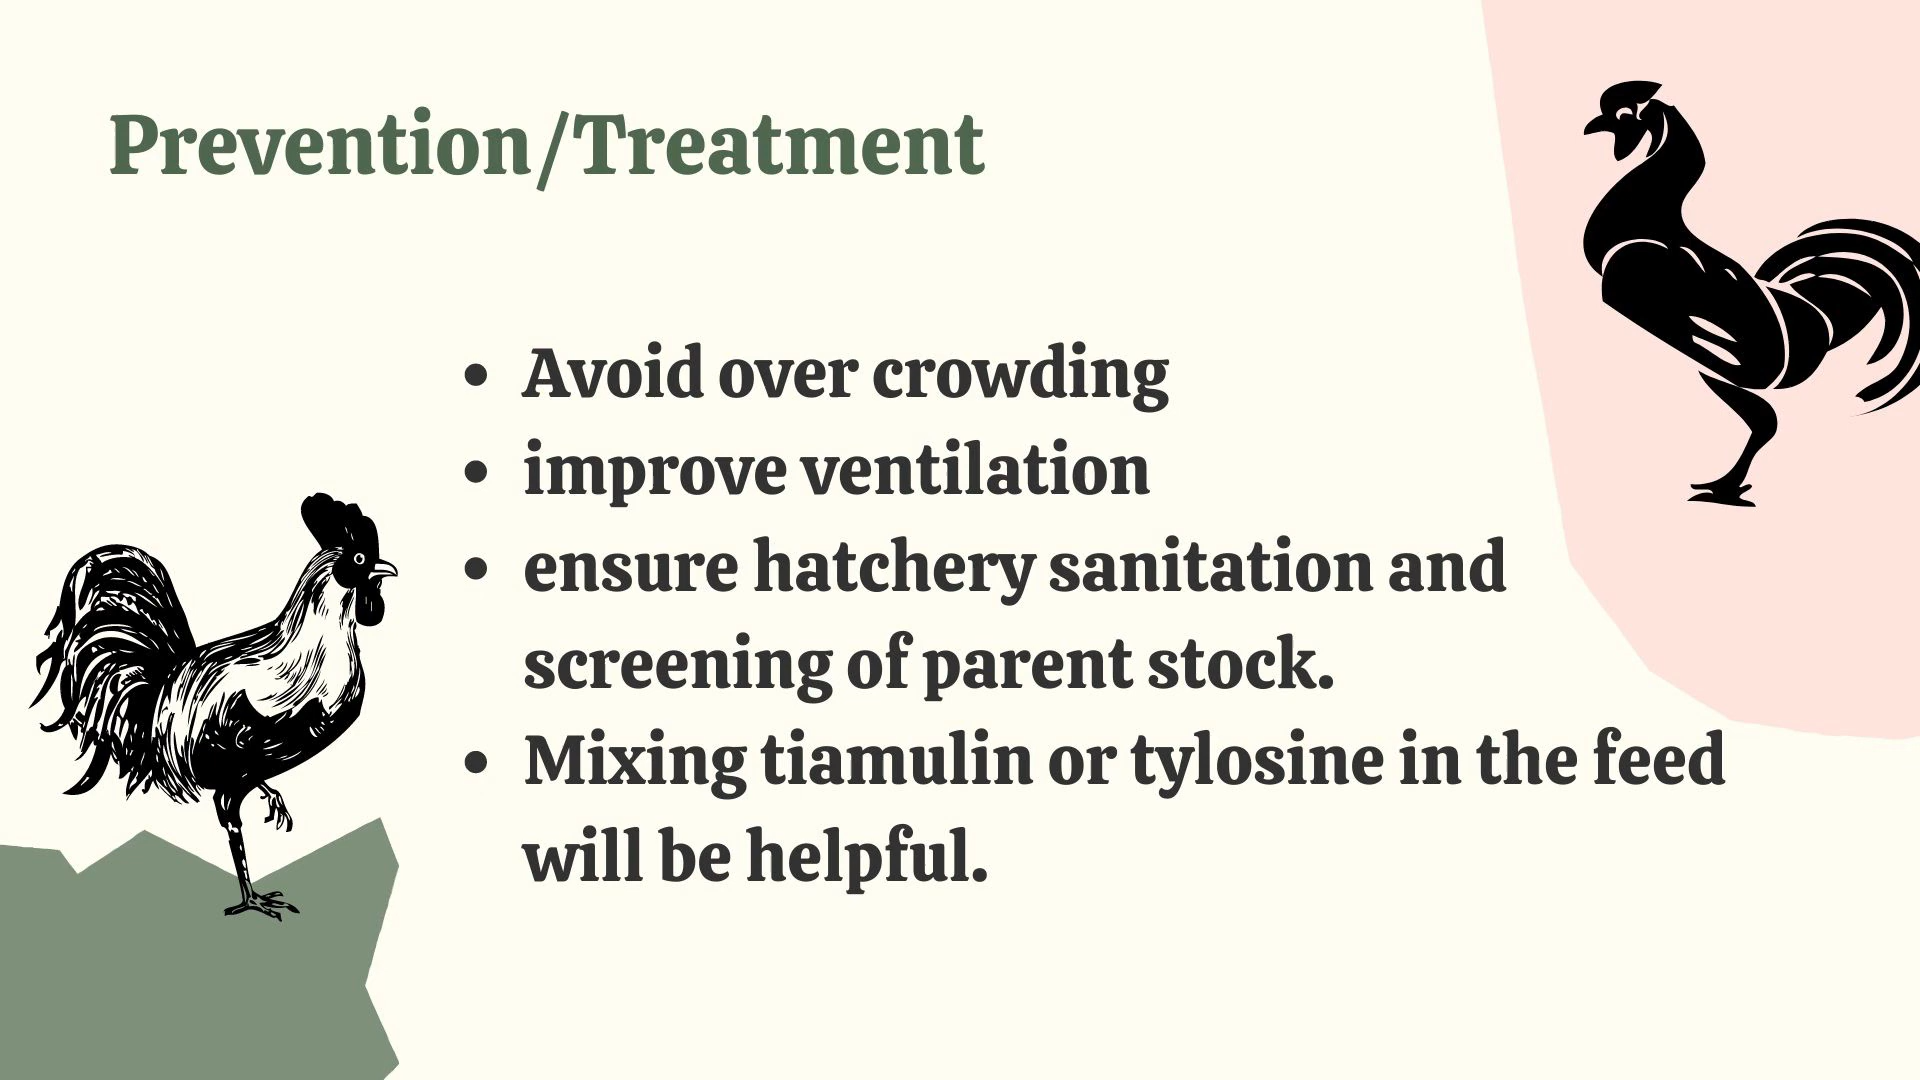 Prevention/Treatment
• Avoid over crowding
• improve ventilation
• ensure hatchery sanitation and
screening of parent stock.
• Mixing tiamulin or tylosine in the feed
will be helpful.